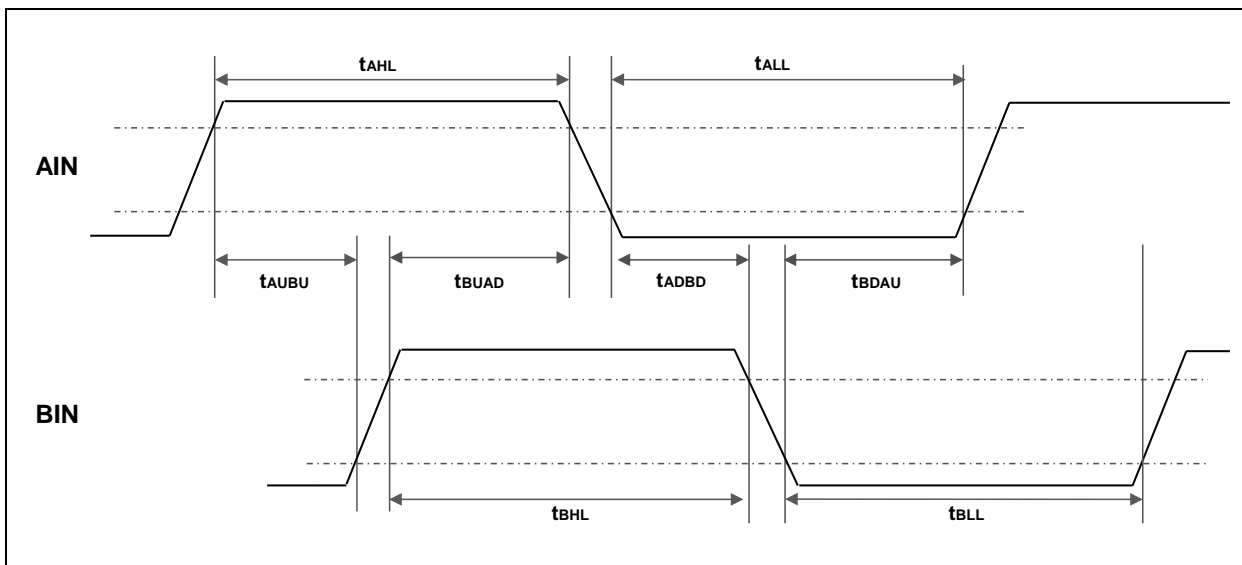 tAHL
tALL
AIN
tAUBU
tBUAD
tADBD
tBDAU
BIN
tBHL
tBLL